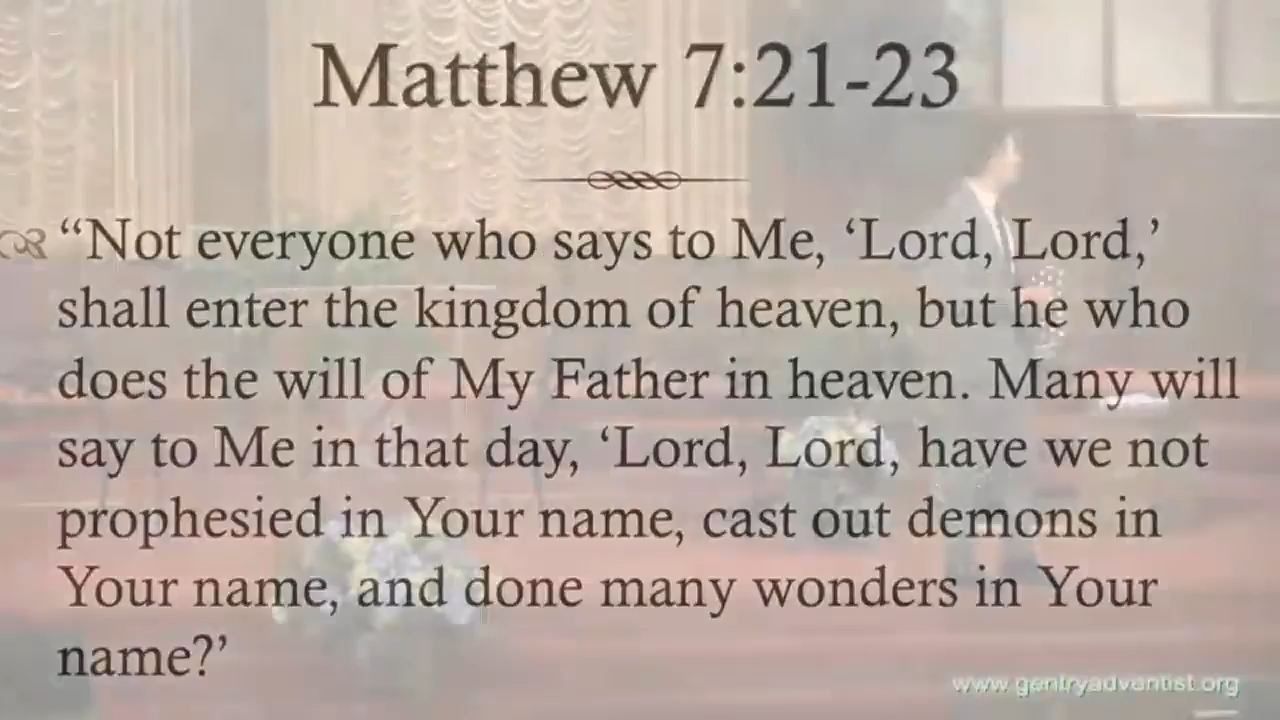 Matthew 7:21-23
“Not everyone who says to Me, ‘Lord, Lord,’
shall enter the kingdom of heaven, but he who
does the will of My Father in heaven. Many will
say to Me in that day, ‘Lord, Lord, have we not
prophesied in Your name, cast out demons in
Your name, and done many wonders in Your
name?’
www.gentryadventist.org